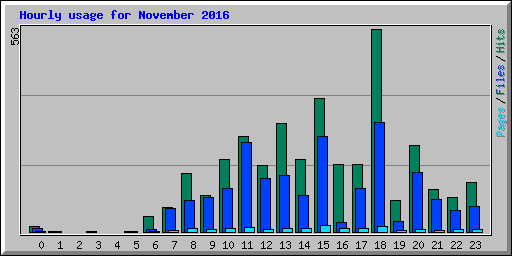 Hourly usage for November 2016
563
Pages/Files/Hits
0 1 2 3 4 5 6 7 8 9 10 11 12 13 14 15 16 17 18 19 20 21 22 23